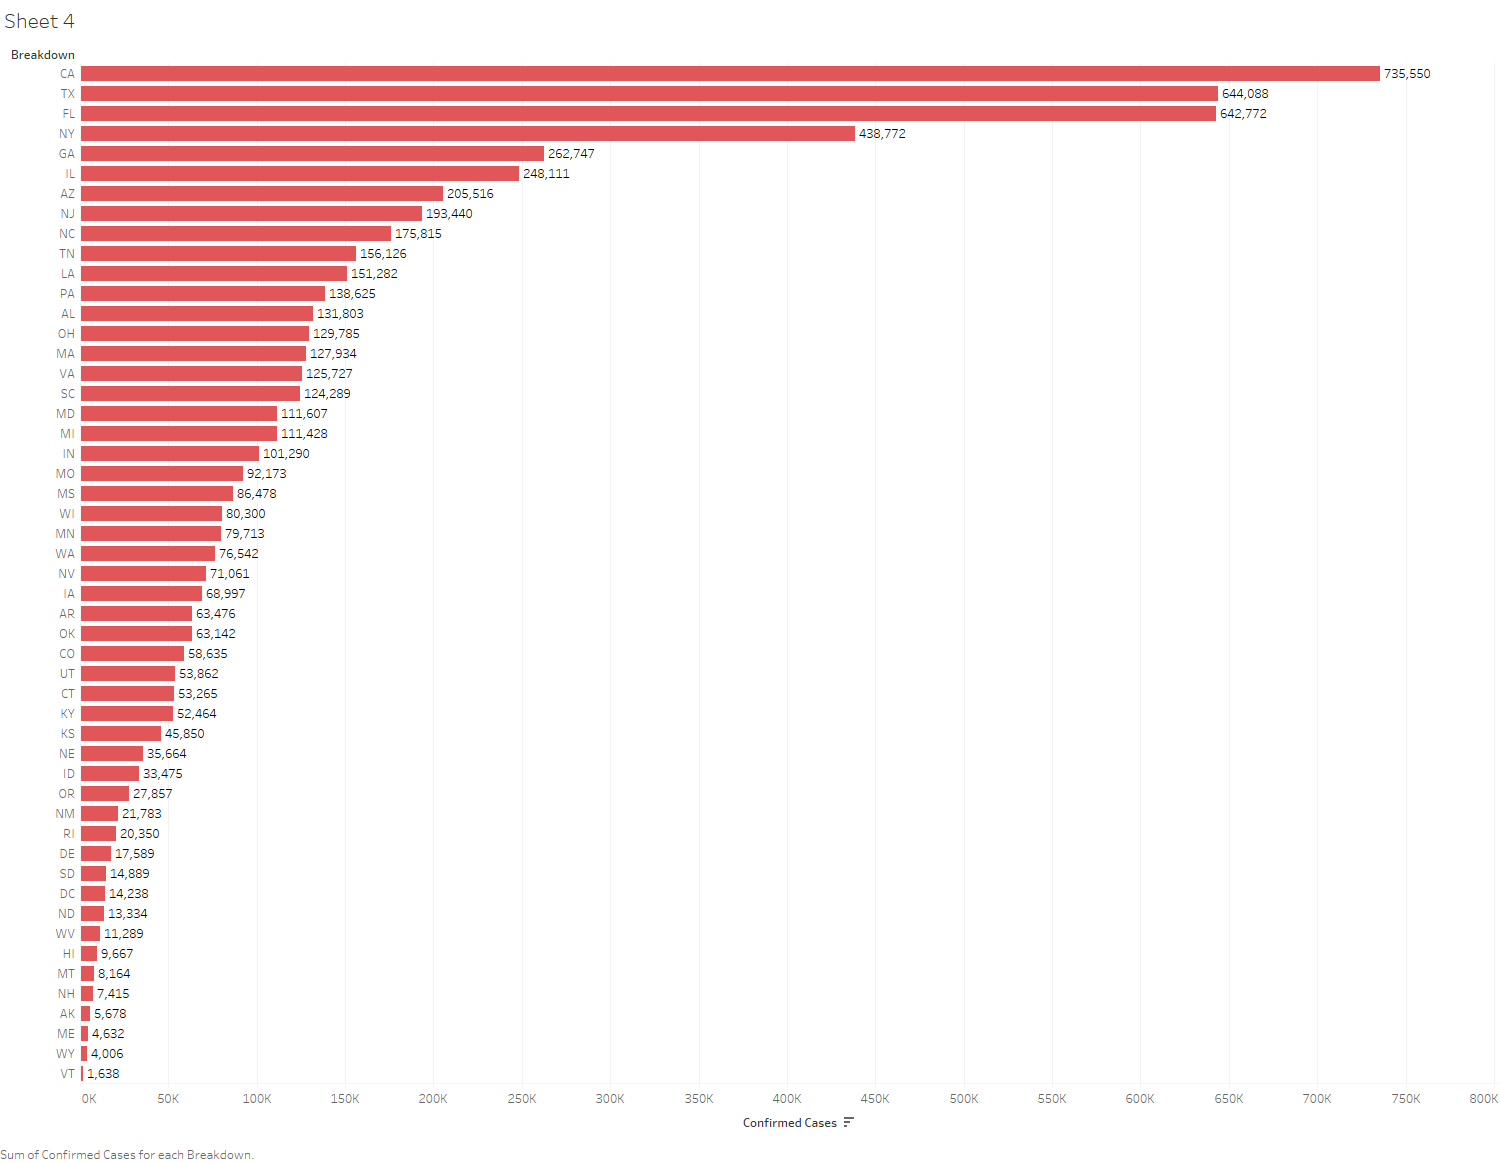 Sheet 4
Breakdown
CA 735,550
TX 644,088
FL 642,772
NY 438,772
GA 262,747
IL 248,111
AZ 205,516
NJ 193,440
NC 175,815
TN 156,126
LA 151,282
PA 138,625
AL 131,803
OH 129,785
MA 127,934
VA 125,727
SC 124,289
MD 111,607
MI 111,428
IN 101,290
MO 92,173
MS 86,478
WI 80,300
MN 79,713
WA 76,542
NV 71,061
IA 68,997
AR 63,476
OK 63,142
CO 58,635
UT 53,862
CT 53,265
KY 52,464
KS 45,850
NE 35,664
ID 33,475
OR 27,857
NM 21,783
RI 20,350
DE 17,589
SD 14,889
DC 14,238
ND 13,334
WV 11,289
HI 9,667
MT 8,164
NH 7,415
AK 5,678
ME 4,632
WY 4,006
VT 1,638
0K 50K 100K 150K 200K 250K 300K 350K 400K 450K 500K 550K 600K 650K 700K 750K 800K
Confirmed Cases
Sum of Confirmed Cases for each Breakdown.